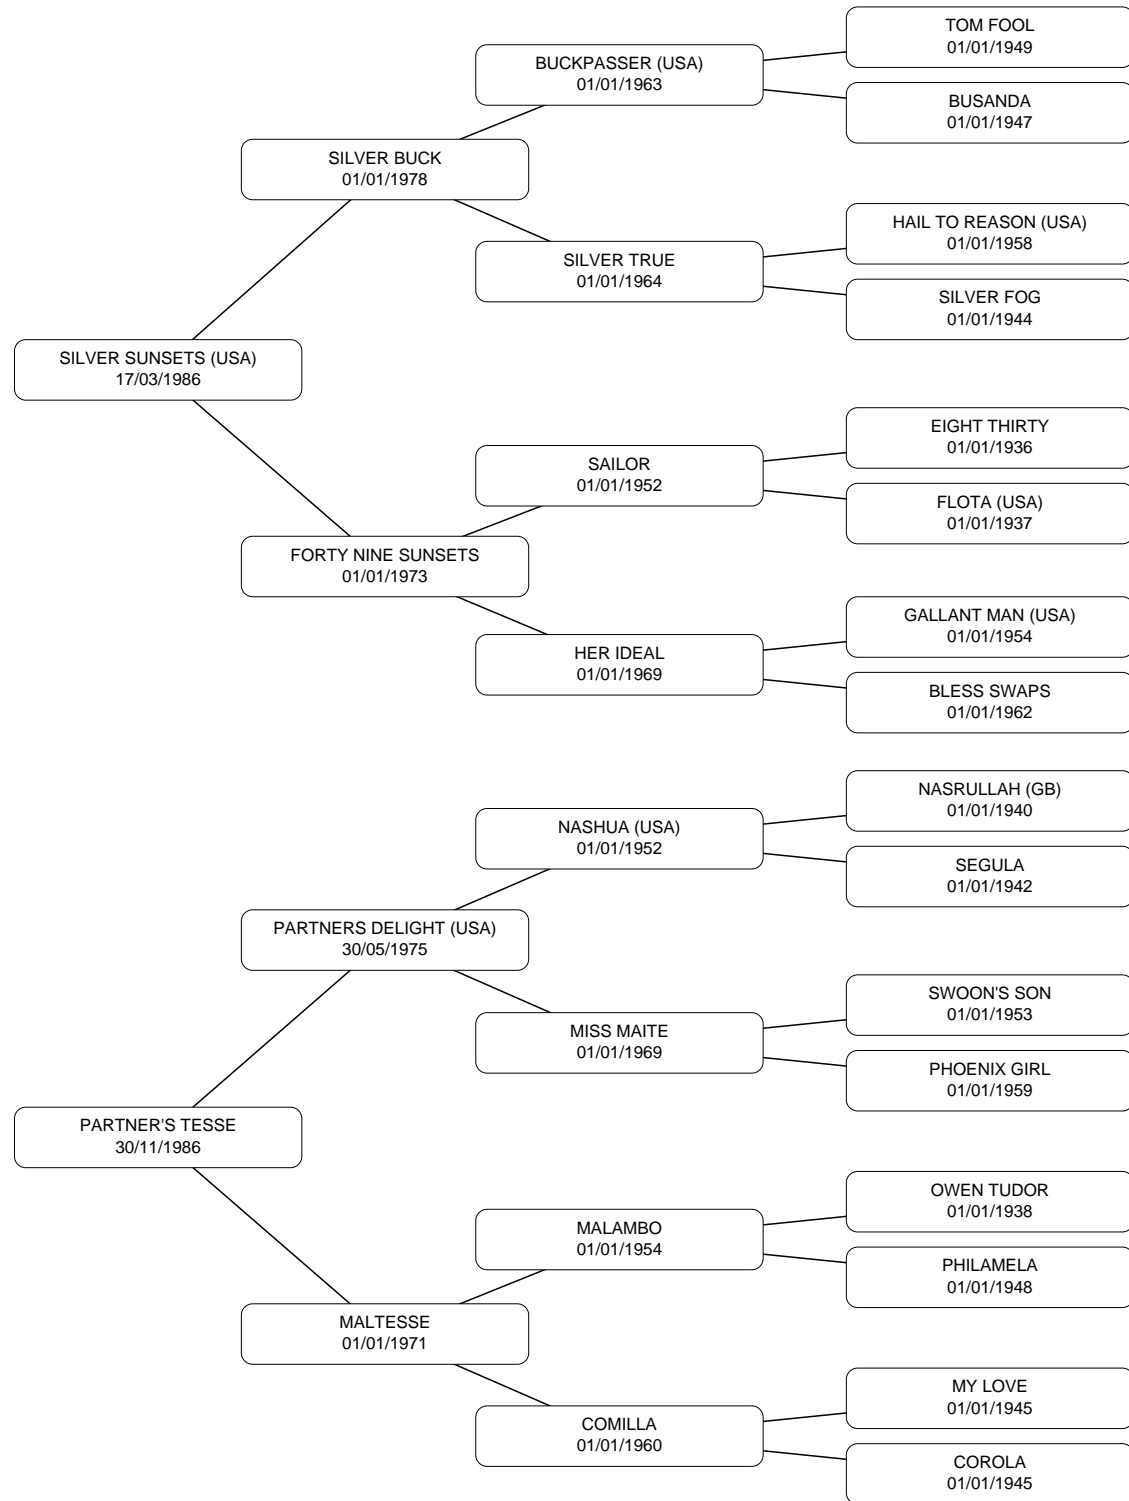 TOM FOOL
01/01/1949
BUCKPASSER (USA)
01/01/1963
BUSANDA
01/01/1947
SILVER BUCK
01/01/1978
HAIL TO REASON (USA)
01/01/1958
SILVER TRUE
01/01/1964
SILVER FOG
01/01/1944
SILVER SUNSETS (USA)
17/03/1986
EIGHT THIRTY
01/01/1936
SAILOR
01/01/1952
FLOTA (USA)
01/01/1937
FORTY NINE SUNSETS
01/01/1973
GALLANT MAN (USA)
01/01/1954
HER IDEAL
01/01/1969
BLESS SWAPS
01/01/1962
NASRULLAH (GB)
01/01/1940
NASHUA (USA)
01/01/1952
SEGULA
01/01/1942
PARTNERS DELIGHT (USA)
30/05/1975
SWOON'S SON
01/01/1953
MISS MAITE
01/01/1969
PHOENIX GIRL
01/01/1959
PARTNER'S TESSE
30/11/1986
OWEN TUDOR
01/01/1938
MALAMBO
01/01/1954
PHILAMELA
01/01/1948
MALTESSE
01/01/1971
MY LOVE
01/01/1945
COMILLA
01/01/1960
COROLA
01/01/1945